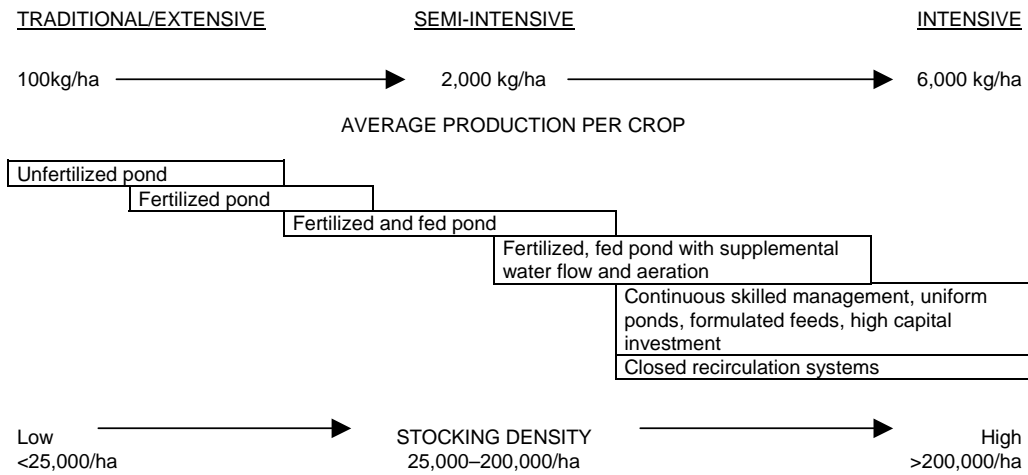 TRADITIONAL/EXTENSIVE SEMI-INTENSIVE INTENSIVE
100kg/ha 2,000 kg/ha 6,000 kg/ha
AVERAGE PRODUCTION PER CROP
Unfertilized pond
Fertilized pond
Fertilized and fed pond
Fertilized, fed pond with supplemental
water flow and aeration
Continuous skilled management, uniform
ponds, formulated feeds, high capital
investment
Closed recirculation systems
Low STOCKING DENSITY High
<25,000/ha 25,000–200,000/ha >200,000/ha